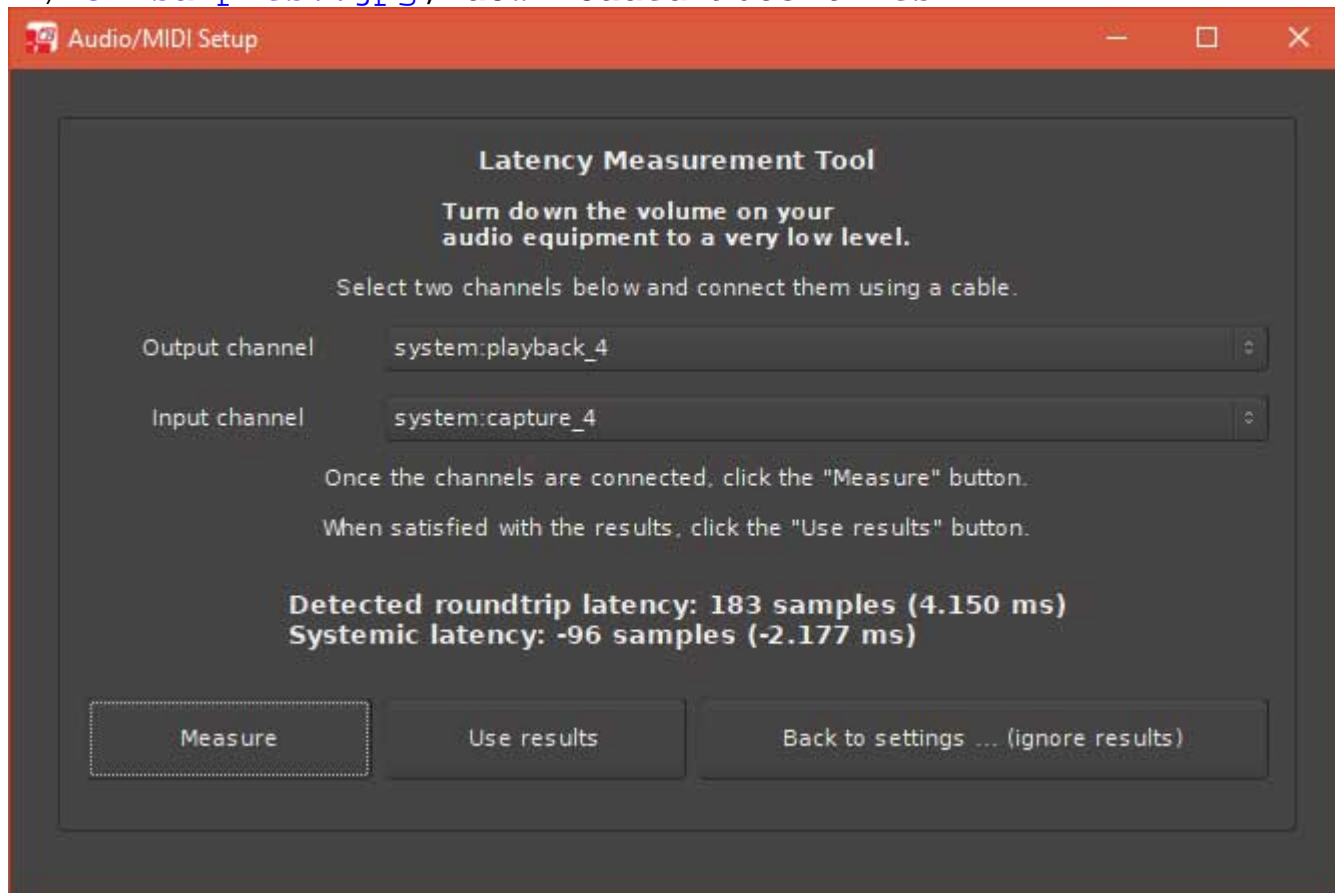 Audio/MIDI Setup
Latency Measurement Tool
Turn down the volume on your
audio equipment to a very low level.
Select two channels below and connect them using a cable.
Output channel system:playback_4
Input channel system:capture_4
Once the channels are connected, click the "Measure" button.
When satisfied with the results, click the "Use results" button.
Detected roundtrip latency: 183 samples (4.150 ms)
Systemic latency: -96 samples (-2.177 ms)
Measure Use results Back to settings ... (ignore results)